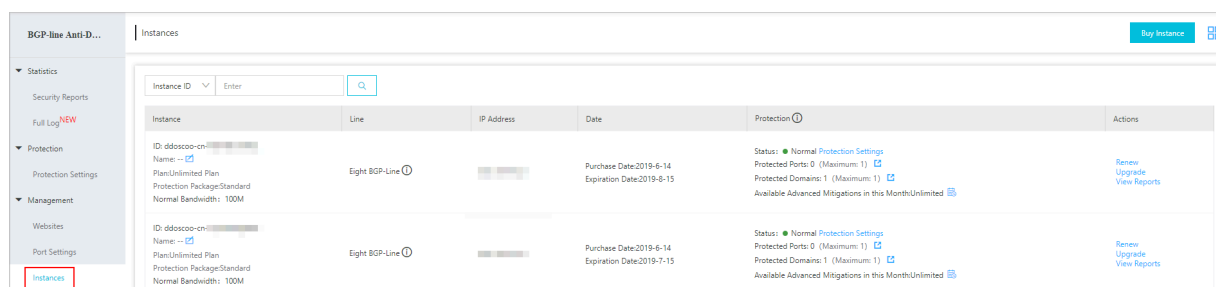 BGP-line Anti-D...
Instances
Buy Instance
Statistics
Security Reports
Full Log NEW
Protection
Protection Settings
Management
Websites
Port Settings
Instances
Instance ID
Enter
Instance
Line
IP Address
Date
Protection
Actions
ID: ddoscoo-cn-
Name: --
Plan:Unlimited Plan
Protection Package:Standard
Normal Bandwidth: 100M
Eight BGP-Line
Purchase Date:2019-6-14
Expiration Date:2019-8-15
Status: Normal Protection Settings
Protected Ports: 0 (Maximum: 1)
Protected Domains: 1 (Maximum: 1)
Available Advanced Mitigations in this Month:Unlimited
Renew
Upgrade
View Reports
ID: ddoscoo-cn-
Name: --
Plan:Unlimited Plan
Protection Package:Standard
Normal Bandwidth: 100M
Eight BGP-Line
Purchase Date:2019-6-14
Expiration Date:2019-7-15
Status: Normal Protection Settings
Protected Ports: 0 (Maximum: 1)
Protected Domains: 1 (Maximum: 1)
Available Advanced Mitigations in this Month:Unlimited
Renew
Upgrade
View Reports